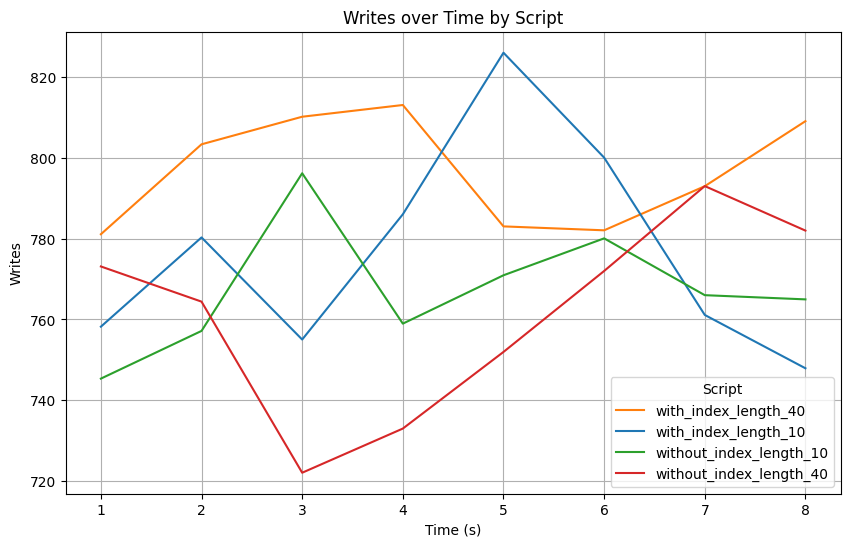 Writes over Time by Script
820
800
780
760
740
720
Writes
1 2 3 4 5 6 7 8
Time (s)
Script
with_index_length_40
with_index_length_10
without_index_length_10
without_index_length_40